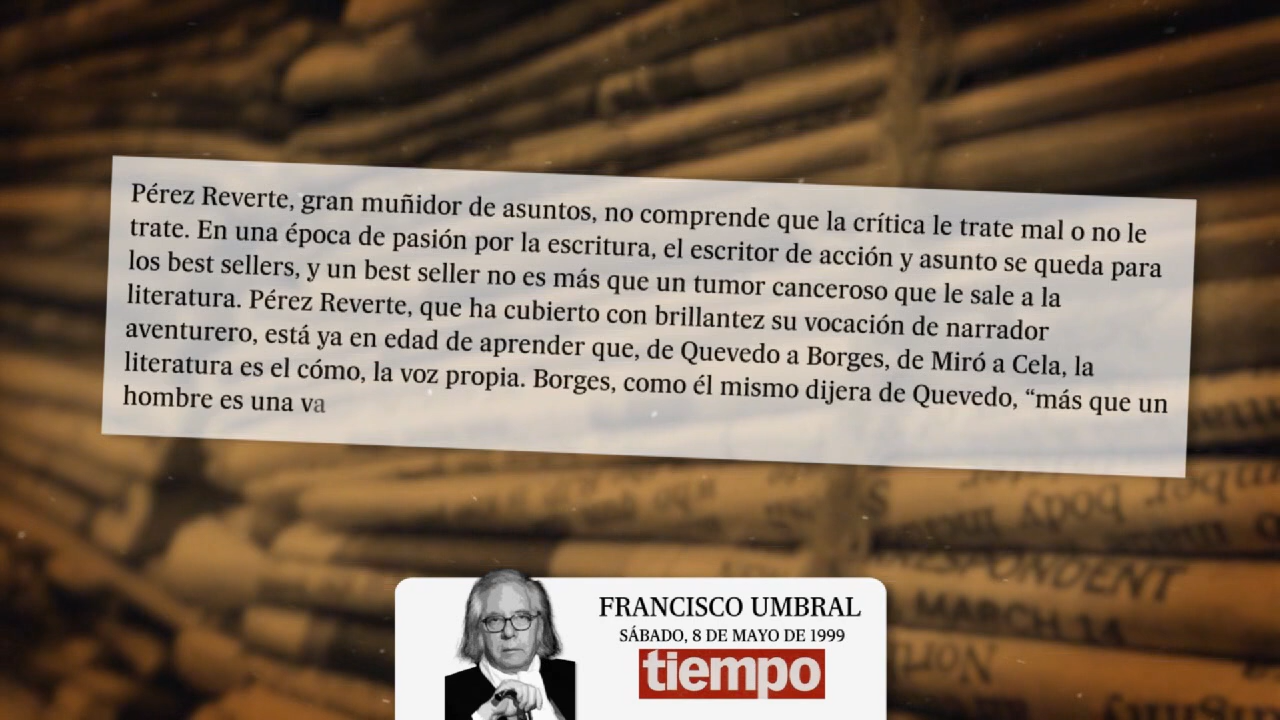 Pérez Reverte, gran muñidor de asuntos, no comprende que la crítica le trate mal o no le
trate. En una época de pasión por la escritura, el escritor de acción y asunto se queda para
los best sellers, y un best seller no es más que un tumor canceroso que le sale a la
literatura. Pérez Reverte, que ha cubierto con brillantez su vocación de narrador
aventurero, está ya en edad de aprender que, de Quevedo a Borges, de Miró a Cela, la
literatura es el cómo, la voz propia. Borges, como él mismo dijera de Quevedo, “más que un
hombre es una va
body
CORRESPONDENT
MARCH 14
FRANCISCO UMBRAL
SÁBADO, 8 DE MAYO DE 1999
tiempo